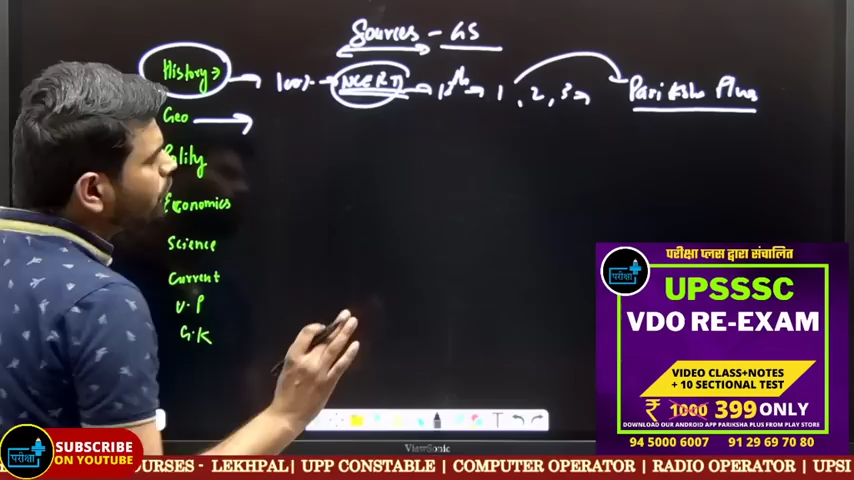 Sources - GS
History → 100% → NCERT → 12th → 1, 2, 3 → Pariksha Plus
Geo →
Polity
Economics
Science
Current
U.P
G.K
परीक्षा प्लस द्वारा संचालित
परीक्षा
UPSSSC
VDO RE-EXAM
VIDEO CLASS+NOTES
+ 10 SECTIONAL TEST
₹ 1000 399 ONLY
DOWNLOAD OUR ANDROID APP PARIKSHA PLUS FROM PLAY STORE
94 5000 6007 91 29 69 70 80
ViewSonic
परीक्षा
SUBSCRIBE
ON YOUTUBE
OURSES - LEKHPAL| UPP CONSTABLE | COMPUTER OPERATOR | RADIO OPERATOR | UPSI